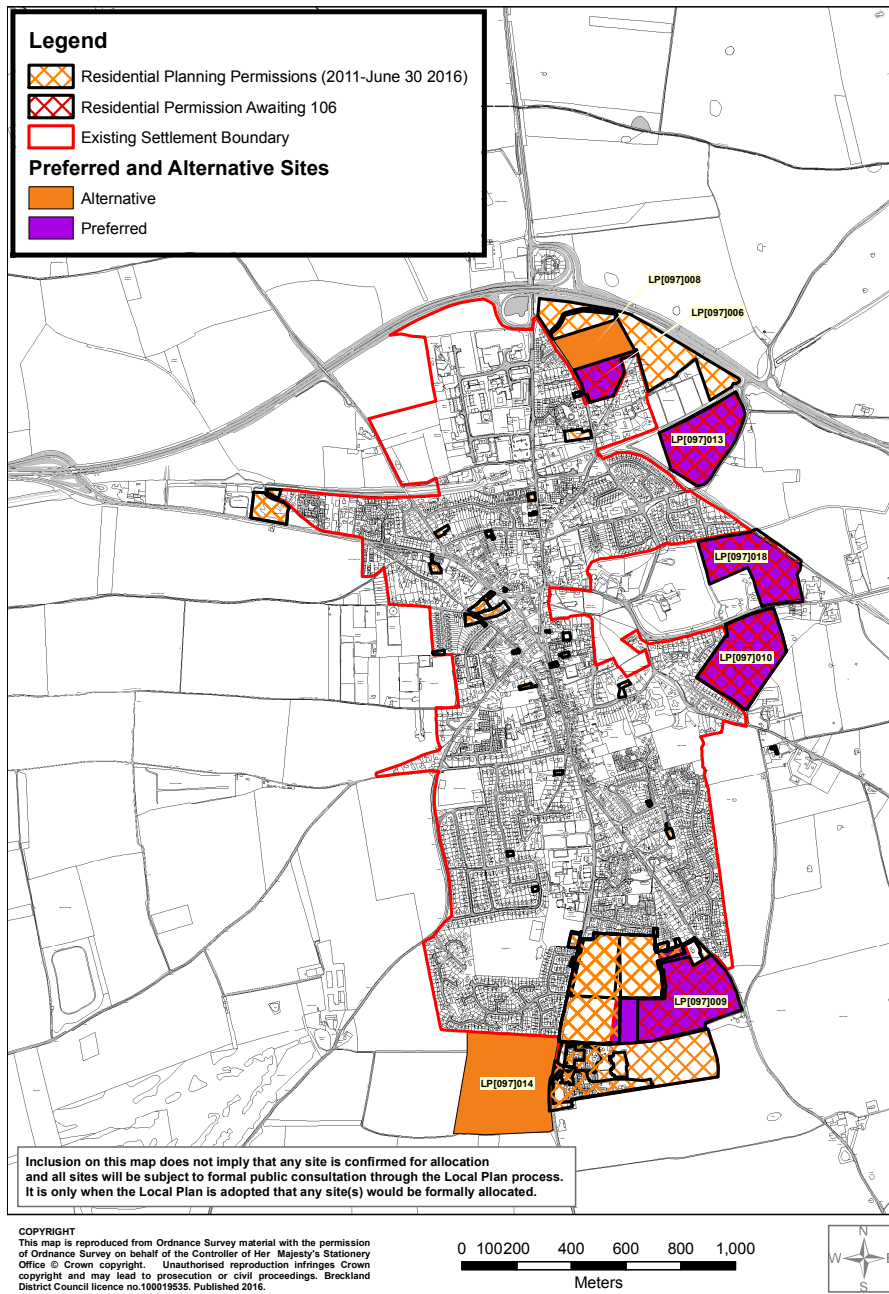 Legend
Residential Planning Permissions (2011-June 30 2016)
Residential Permission Awaiting 106
Existing Settlement Boundary
Preferred and Alternative Sites
Alternative
Preferred
LP[097]008
LP[097]006
LP[097]013
LP[097]018
LP[097]010
LP[097]009
LP[097]014
Inclusion on this map does not imply that any site is confirmed for allocation
and all sites will be subject to formal public consultation through the Local Plan process.
It is only when the Local Plan is adopted that any site(s) would be formally allocated.
COPYRIGHT
This map is reproduced from Ordnance Survey material with the permission
of Ordnance Survey on behalf of the Controller of Her Majesty's Stationery
Office © Crown copyright. Unauthorised reproduction infringes Crown
copyright and may lead to prosecution or civil proceedings. Breckland
District Council licence no.100019535. Published 2016.
0 100200 400 600 800 1,000
Meters
N
W E
S